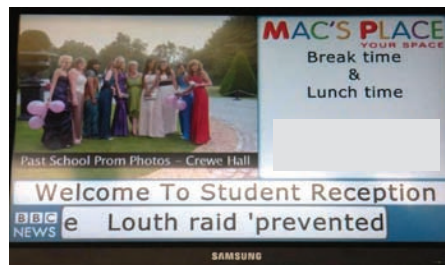 MAC'S PLACE
YOUR SPACE
Break time
&
Lunch time
Past School Prom Photos – Crewe Hall
Welcome To Student Reception
BBC
NEWS
e Louth raid 'prevented
SAMSUNG